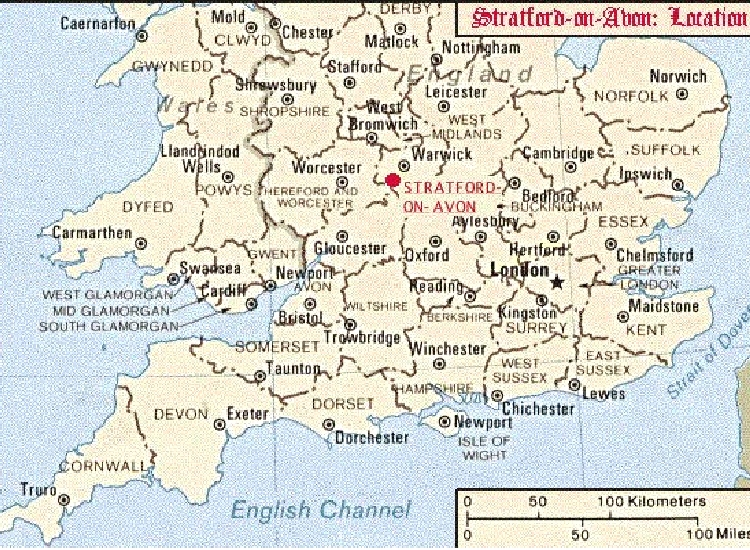 Stratford-on-Avon: Location
DERBY
Mold
Caernarfon
Chester
CLWYD
Matlock
Nottingham
GWYNEDD
Stafford
England
Norwich
Shrewsbury
Leicester
NORFOLK
Wales
SHROPSHIRE
West
Bromwich
WEST
MIDLANDS
Llandrindod
Wells
Warwick
Cambridge
SUFFOLK
Worcester
Ipswich
POWYS
HEREFORD AND
WORCESTER
STRATFORD-
ON-AVON
Bedford
BUCKINGHAM
DYFED
Aylesbury
ESSEX
Carmarthen
Gloucester
Oxford
Hertford
Chelmsford
GWENT
Swansea
Newport
London
GREATER
LONDON
WEST GLAMORGAN
MID GLAMORGAN
SOUTH GLAMORGAN
Cardiff
AVON
Reading
Bristol
WILTSHIRE
BERKSHIRE
Kingston
SURREY
Maidstone
KENT
Trowbridge
SOMERSET
Winchester
Taunton
WEST
SUSSEX
EAST
SUSSEX
Strait of Dover
HAMPSHIRE
Lewes
DORSET
Chichester
DEVON
Exeter
Newport
Dorchester
ISLE OF
WIGHT
CORNWALL
Truro
English Channel
0 50 100 Kilometers
0 50 100 Miles